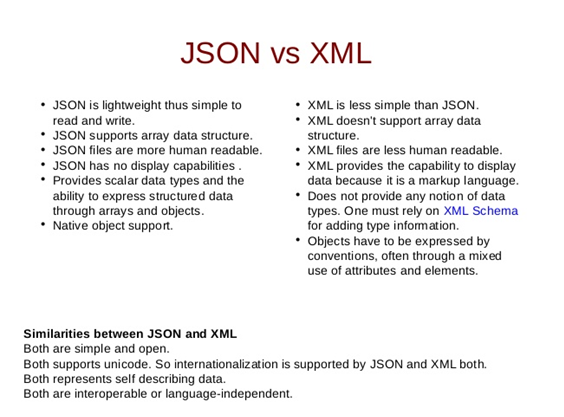 JSON vs XML
JSON is lightweight thus simple to
read and write.
JSON supports array data structure.
JSON files are more human readable.
JSON has no display capabilities .
Provides scalar data types and the
ability to express structured data
through arrays and objects.
Native object support.
XML is less simple than JSON.
XML doesn't support array data
structure.
XML files are less human readable.
XML provides the capability to display
data because it is a markup language.
Does not provide any notion of data
types. One must rely on XML Schema
for adding type information.
Objects have to be expressed by
conventions, often through a mixed
use of attributes and elements.
Similarities between JSON and XML
Both are simple and open.
Both supports unicode. So internationalization is supported by JSON and XML both.
Both represents self describing data.
Both are interoperable or language-independent.